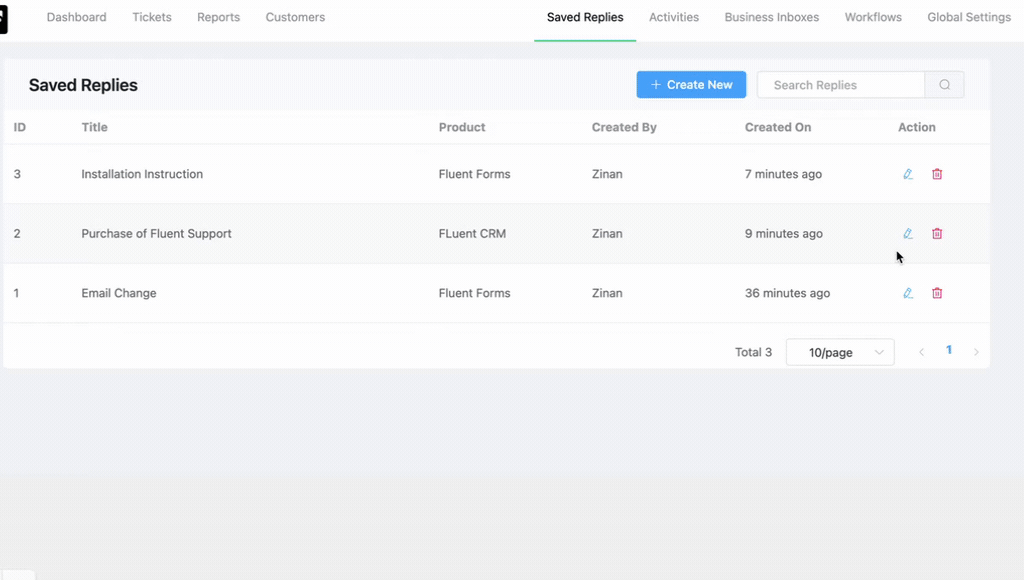 Dashboard Tickets Reports Customers Saved Replies Activities Business Inboxes Workflows Global Settings
Saved Replies + Create New Search Replies
ID Title Product Created By Created On Action
3 Installation Instruction Fluent Forms Zinan 7 minutes ago
2 Purchase of Fluent Support FLuent CRM Zinan 9 minutes ago
1 Email Change Fluent Forms Zinan 36 minutes ago
Total 3 10/page 1